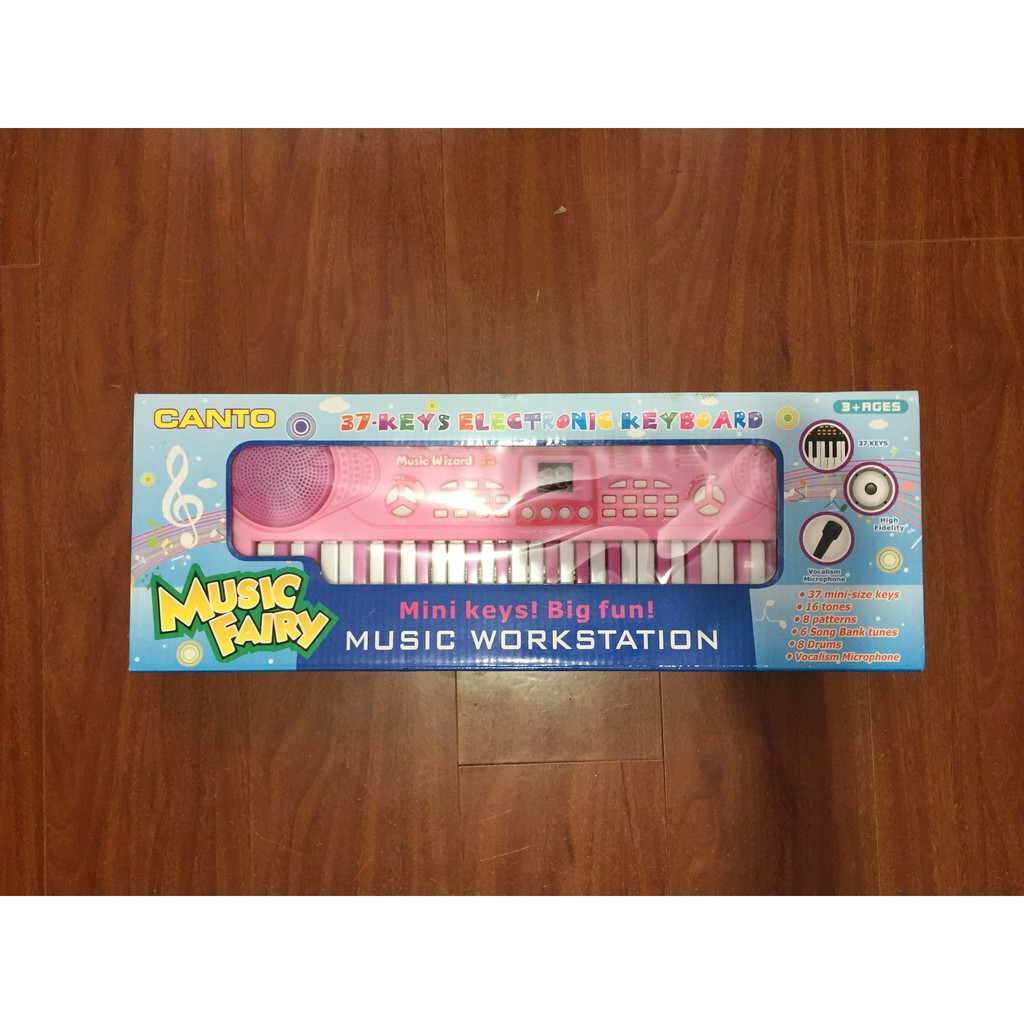 CANTO
37-KEYS ELECTRONIC KEYBOARD
3+AGES
37 KEYS
Music Wizard
High
Fidelity
Vocalism
Microphone
MUSIC
FAIRY
Mini keys! Big fun!
MUSIC WORKSTATION
• 37 mini-size keys
• 16 tones
• 8 patterns
• 6 Song Bank tunes
• 8 Drums
• Vocalism Microphone